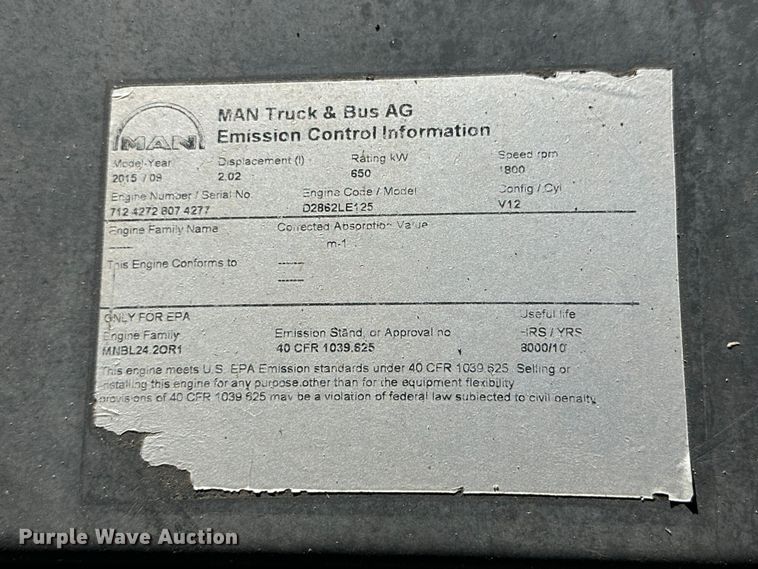 MAN
MAN Truck & Bus AG
Emission Control Information
Model-Year Displacement (l) Rating kW Speed rpm
2015 / 09 2.02 650 1800
Engine Number / Serial No. Engine Code / Model Config / Cyl
712 4272 807 4277 D2862LE125 V12
Engine Family Name Corrected Absorption Value
----- m-1
This Engine Conforms to ------
------
ONLY FOR EPA Useful life
Engine Family Emission Stand. or Approval no HRS / YRS
MNBL24.2OR1 40 CFR 1039.625 8000/10
This engine meets U.S. EPA Emission standards under 40 CFR 1039.625. Selling or
installing this engine for any purpose other than for the equipment flexibility
provisions of 40 CFR 1039.625 may be a violation of federal law subjected to civil penalty.
Purple Wave Auction